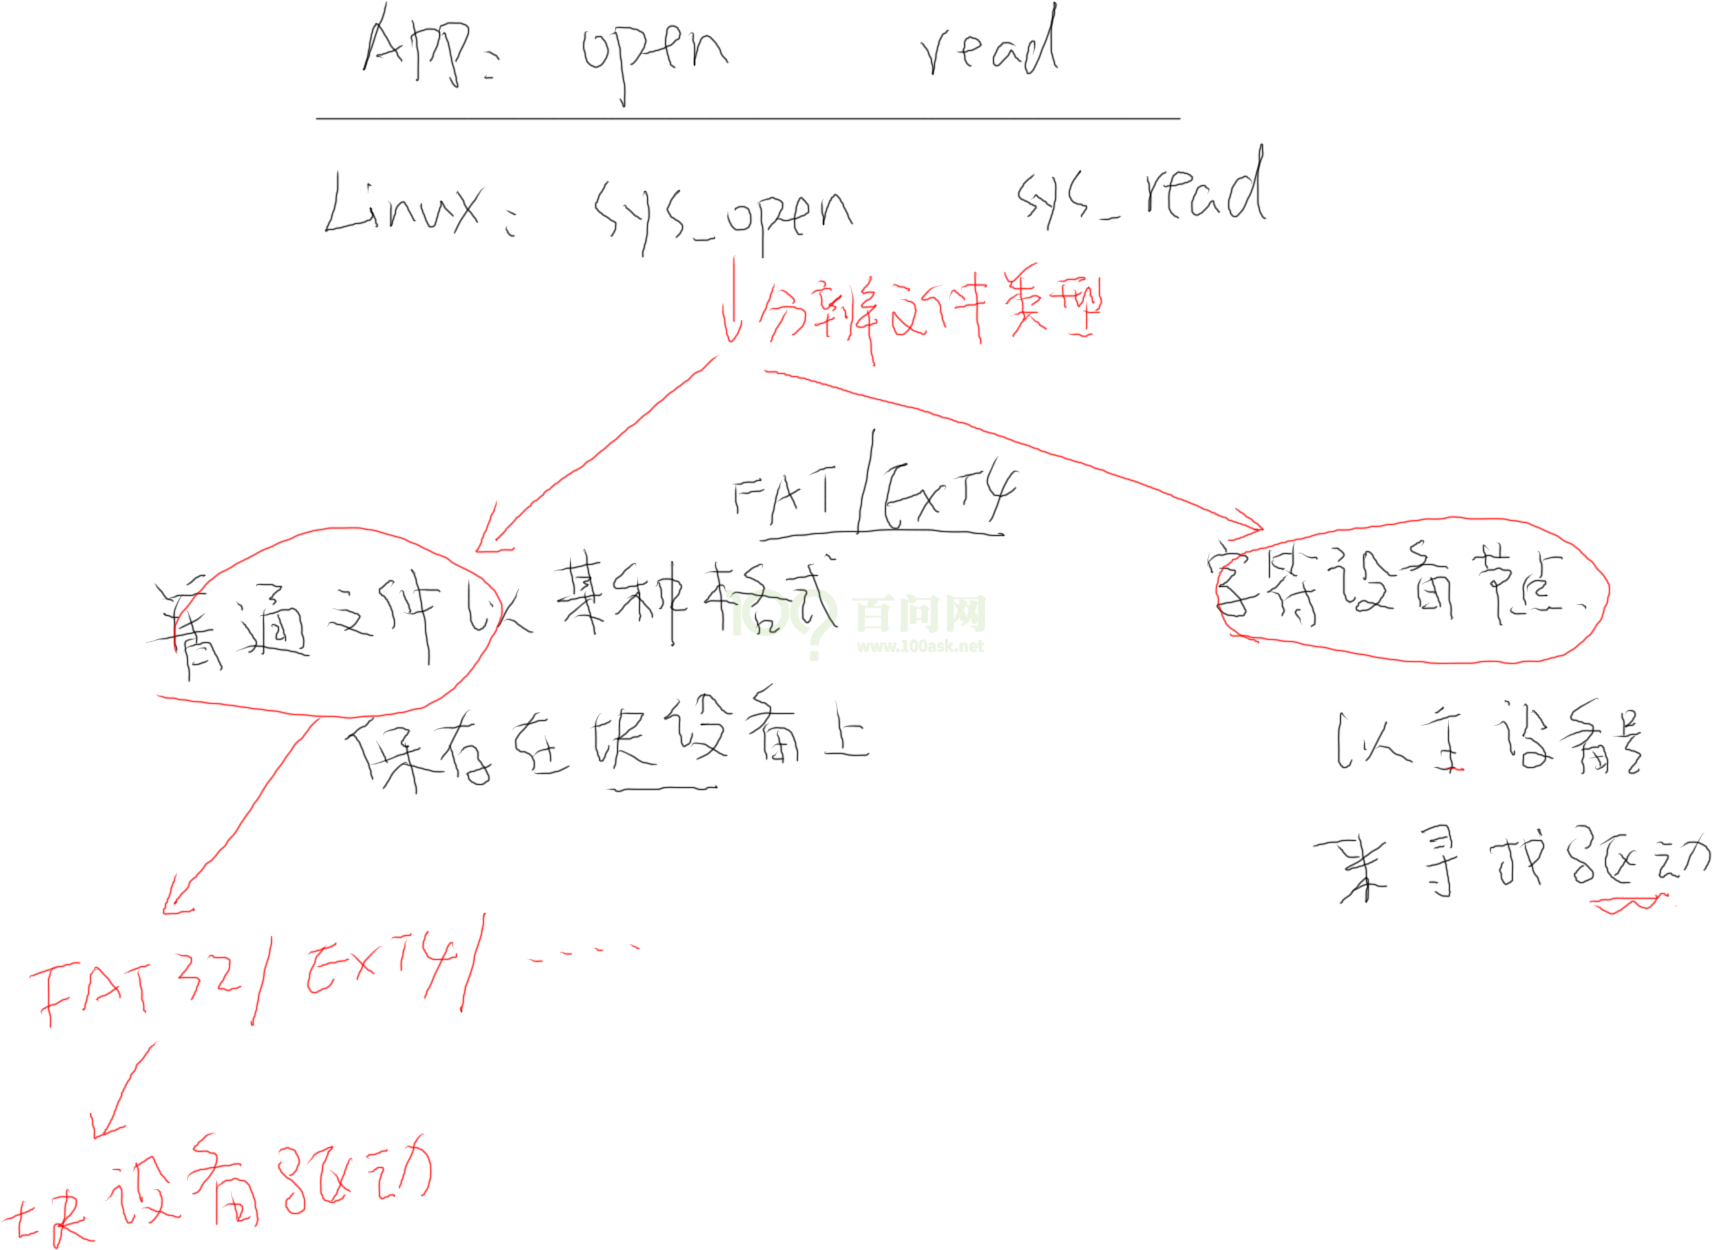 App: open read
Linux: sys_open sys_read
分辨文件类型
FAT/EXT4
普通文件以某种格式
保存在块设备上
字符设备节点
以主设备号
来寻找驱动
100? 百问网
www.100ask.net
FAT32/EXT4/.....
块设备驱动